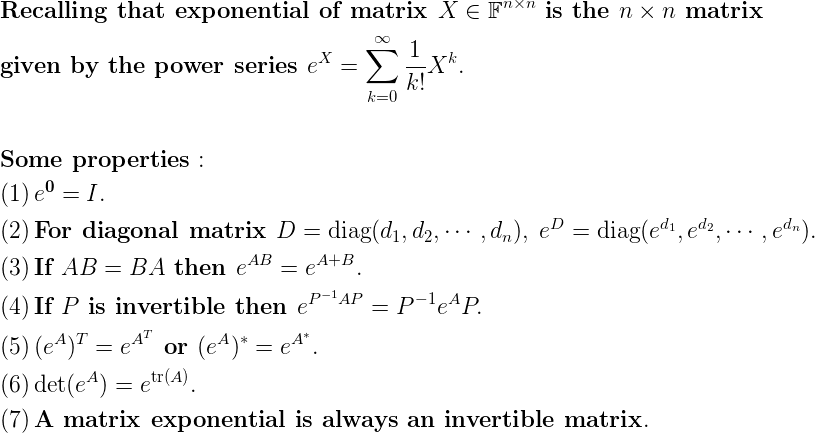 Recalling that exponential of matrix $X \in \mathbb{F}^{n \times n}$ is the $n \times n$ matrix
given by the power series $e^X = \sum_{k=0}^{\infty} \frac{1}{k!} X^k$.
Some properties :
(1) $e^{\mathbf{0}} = I$.
(2) For diagonal matrix $D = \text{diag}(d_1, d_2, \cdots, d_n)$, $e^D = \text{diag}(e^{d_1}, e^{d_2}, \cdots, e^{d_n})$.
(3) If $AB = BA$ then $e^{AB} = e^{A+B}$.
(4) If $P$ is invertible then $e^{P^{-1}AP} = P^{-1} e^A P$.
(5) $(e^A)^T = e^{A^T}$ or $(e^A)^* = e^{A^*}$.
(6) $\det(e^A) = e^{\text{tr}(A)}$.
(7) A matrix exponential is always an invertible matrix.